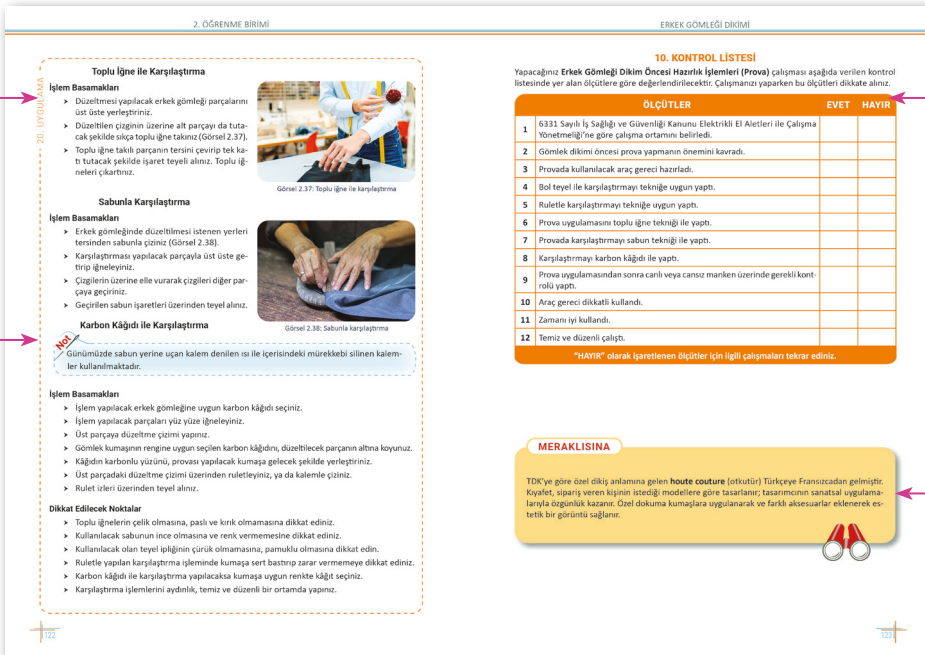 2. ÖĞRENME BİRİMİ
20. UYGULAMA
Toplu İğne ile Karşılaştırma
İşlem Basamakları
➤ Düzeltmesi yapılacak erkek gömleği parçalarını
üst üste yerleştiriniz.
➤ Düzeltilen çizginin üzerine alt parçayı da tuta-
cak şekilde sıkça toplu iğne takınız (Görsel 2.37).
➤ Toplu iğne takılı parçanın tersini çevirip tek ka-
tı tutacak şekilde işaret teyeli alınız. Toplu iğ-
neleri çıkartınız.
Görsel 2.37: Toplu iğne ile karşılaştırma
Sabunla Karşılaştırma
İşlem Basamakları
➤ Erkek gömleğinde düzeltilmesi istenen yerleri
tersinden sabunla çiziniz (Görsel 2.38).
➤ Karşılaştırması yapılacak parçayla üst üste ge-
tirip iğneleyiniz.
➤ Çizgilerin üzerine elle vurarak çizgileri diğer par-
çaya geçiriniz.
➤ Geçirilen sabun işaretleri üzerinden teyel alınız.
Görsel 2.38: Sabunla karşılaştırma
Karbon Kâğıdı ile Karşılaştırma
Not
Günümüzde sabun yerine uçan kalem denilen ısı ile içerisindeki mürekkebi silinen kalem-
ler kullanılmaktadır.
İşlem Basamakları
➤ İşlem yapılacak erkek gömleğine uygun karbon kâğıdı seçiniz.
➤ İşlem yapılacak parçaları yüz yüze iğneleyiniz.
➤ Üst parçaya düzeltme çizimi yapınız.
➤ Gömlek kumaşının rengine uygun seçilen karbon kâğıdını, düzeltilecek parçanın altına koyunuz.
➤ Kâğıdın karbonlu yüzünü, provası yapılacak kumaşa gelecek şekilde yerleştiriniz.
➤ Üst parçadaki düzeltme çizimi üzerinden ruletleyiniz, ya da kalemle çiziniz.
➤ Rulet izleri üzerinden teyel alınız.
Dikkat Edilecek Noktalar
➤ Toplu iğnelerin çelik olmasına, paslı ve kırık olmamasına dikkat ediniz.
➤ Kullanılacak sabunun ince olmasına ve renk vermemesine dikkat ediniz.
➤ Kullanılacak olan teyel ipliğinin çürük olmamasına, pamuklu olmasına dikkat edin.
➤ Ruletle yapılan karşılaştırma işleminde kumaşa sert bastırıp zarar vermemeye dikkat ediniz.
➤ Karbon kâğıdı ile karşılaştırma yapılacaksa kumaşa uygun renkte kâğıt seçiniz.
➤ Karşılaştırma işlemlerini aydınlık, temiz ve düzenli bir ortamda yapınız.
122
ERKEK GÖMLEĞİ DİKİMİ
10. KONTROL LİSTESİ
Yapacağınız Erkek Gömleği Dikim Öncesi Hazırlık İşlemleri (Prova) çalışması aşağıda verilen kontrol
listesinde yer alan ölçütlere göre değerlendirilecektir. Çalışmanızı yaparken bu ölçütleri dikkate alınız.
ÖLÇÜTLER EVET HAYIR
1 6331 Sayılı İş Sağlığı ve Güvenliği Kanunu Elektrikli El Aletleri ile Çalışma
Yönetmeliği'ne göre çalışma ortamını belirledi.
2 Gömlek dikimi öncesi prova yapmanın önemini kavradı.
3 Provada kullanılacak araç gereci hazırladı.
4 Bol teyel ile karşılaştırmayı tekniğe uygun yaptı.
5 Ruletle karşılaştırmayı tekniğe uygun yaptı.
6 Prova uygulamasını toplu iğne tekniği ile yaptı.
7 Provada karşılaştırmayı sabun tekniği ile yaptı.
8 Karşılaştırmayı karbon kâğıdı ile yaptı.
9 Prova uygulamasından sonra canlı veya cansız manken üzerinde gerekli kont-
rolü yaptı.
10 Araç gereci dikkatli kullandı.
11 Zamanı iyi kullandı.
12 Temiz ve düzenli çalıştı.
"HAYIR" olarak işaretlenen ölçütler için ilgili çalışmaları tekrar ediniz.
MERAKLISINA
TDK'ye göre özel dikiş anlamına gelen houte couture (otkutür) Türkçeye Fransızcadan gelmiştir.
Kıyafet, sipariş veren kişinin istediği modellere göre tasarlanır; tasarımcının sanatsal uygulama-
larıyla özgünlük kazanır. Özel dokuma kumaşlara uygulanarak ve farklı aksesuarlar eklenerek es-
tetik bir görüntü sağlanır.
123